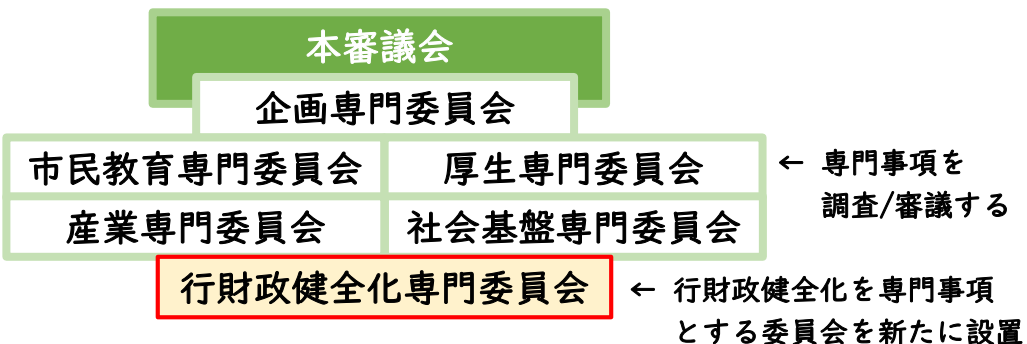 本審議会
企画専門委員会
市民教育専門委員会 厚生専門委員会 ← 専門事項を
調査/審議する
産業専門委員会 社会基盤専門委員会
行財政健全化専門委員会 ← 行財政健全化を専門事項
とする委員会を新たに設置